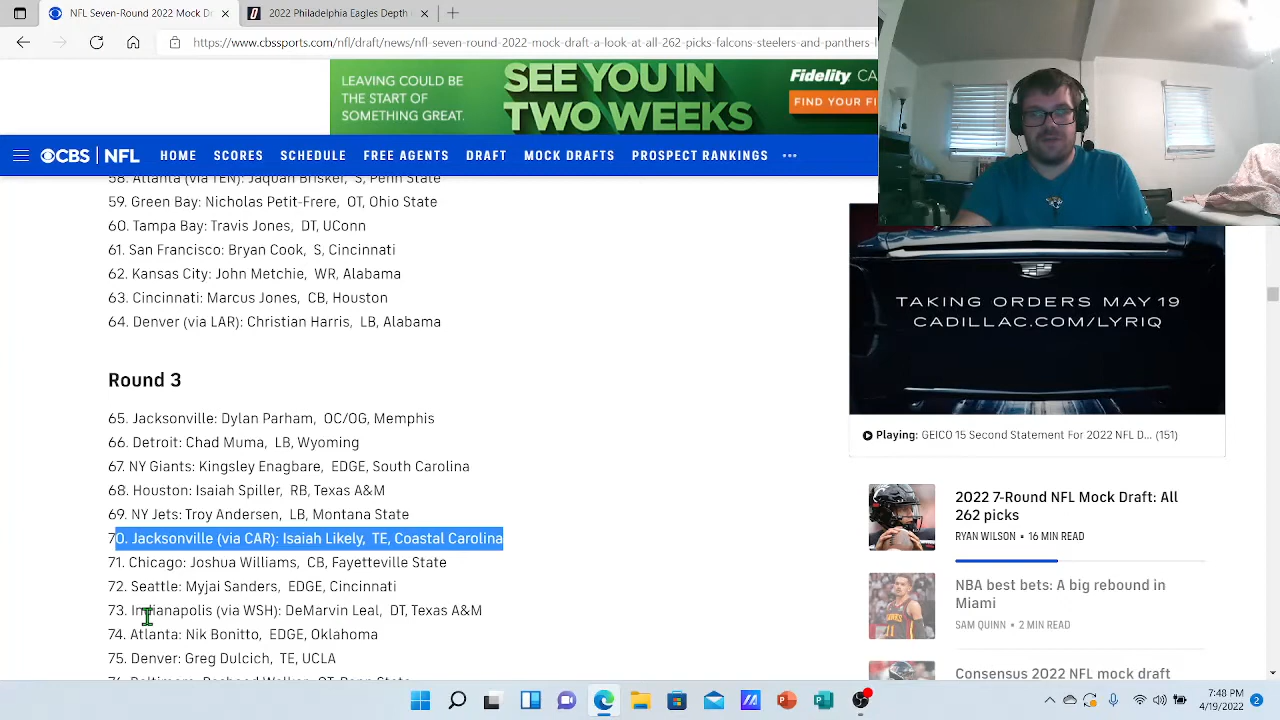 https://www.cbssports.com/nfl/draft/news/nfl-seven-round-2022-mock-draft-a-look-at-all-262-picks-falcons-steelers-and-panthers
LEAVING COULD BE
THE START OF
SOMETHING GREAT.
SEE YOU IN
TWO WEEKS
Fidelity CA
FIND YOUR FI
CBS | NFL HOME SCORES SCHEDULE FREE AGENTS DRAFT MOCK DRAFTS PROSPECT RANKINGS
58. Atlanta (via TEN): Jaquan Brisker, S, Penn State
59. Green Bay: Nicholas Petit-Frere, OT, Ohio State
60. Tampa Bay: Travis Jones, DT, UConn
61. San Francisco: Bryan Cook, S, Cincinnati
62. Kansas City: John Metchie, WR, Alabama
63. Cincinnati: Marcus Jones, CB, Houston
64. Denver (via LAR): Christian Harris, LB, Alabama
Round 3
65. Jacksonville: Dylan Parham, OC/OG, Memphis
66. Detroit: Chad Muma, LB, Wyoming
67. NY Giants: Kingsley Enagbare, EDGE, South Carolina
68. Houston: Isaiah Spiller, RB, Texas A&M
69. NY Jets: Troy Andersen, LB, Montana State
70. Jacksonville (via CAR): Isaiah Likely, TE, Coastal Carolina
71. Chicago: Joshua Williams, CB, Fayetteville State
72. Seattle: Myjai Sanders, EDGE, Cincinnati
73. Indianapolis (via WSH): DeMarvin Leal, DT, Texas A&M
74. Atlanta: Nik Bonitto, EDGE, Oklahoma
75. Denver: Greg Dulcich, TE, UCLA
TAKING ORDERS MAY 19
CADILLAC.COM/LYRIQ
Playing: GEICO 15 Second Statement For 2022 NFL D... (151)
2022 7-Round NFL Mock Draft: All
262 picks
RYAN WILSON • 16 MIN READ
NBA best bets: A big rebound in
Miami
SAM QUINN • 2 MIN READ
Consensus 2022 NFL mock draft
7:48 PM
4/19/2022